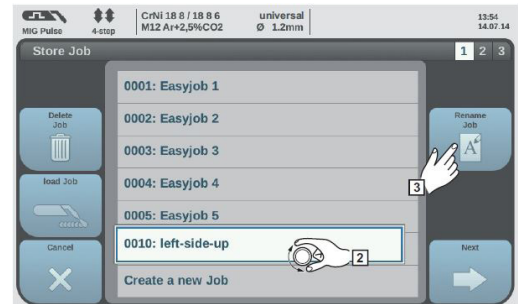 MIG Pulse
4-step
CrNi 18 8 / 18 8 6
M12 Ar+2,5%CO2
universal
Ø 1.2mm
13:54
14.07.14
Store Job
1 2 3
Delete
Job
load Job
Cancel
0001: Easyjob 1
0002: Easyjob 2
0003: Easyjob 3
0004: Easyjob 4
0005: Easyjob 5
0010: left-side-up
Create a new Job
2
Rename
Job
A
3
Next